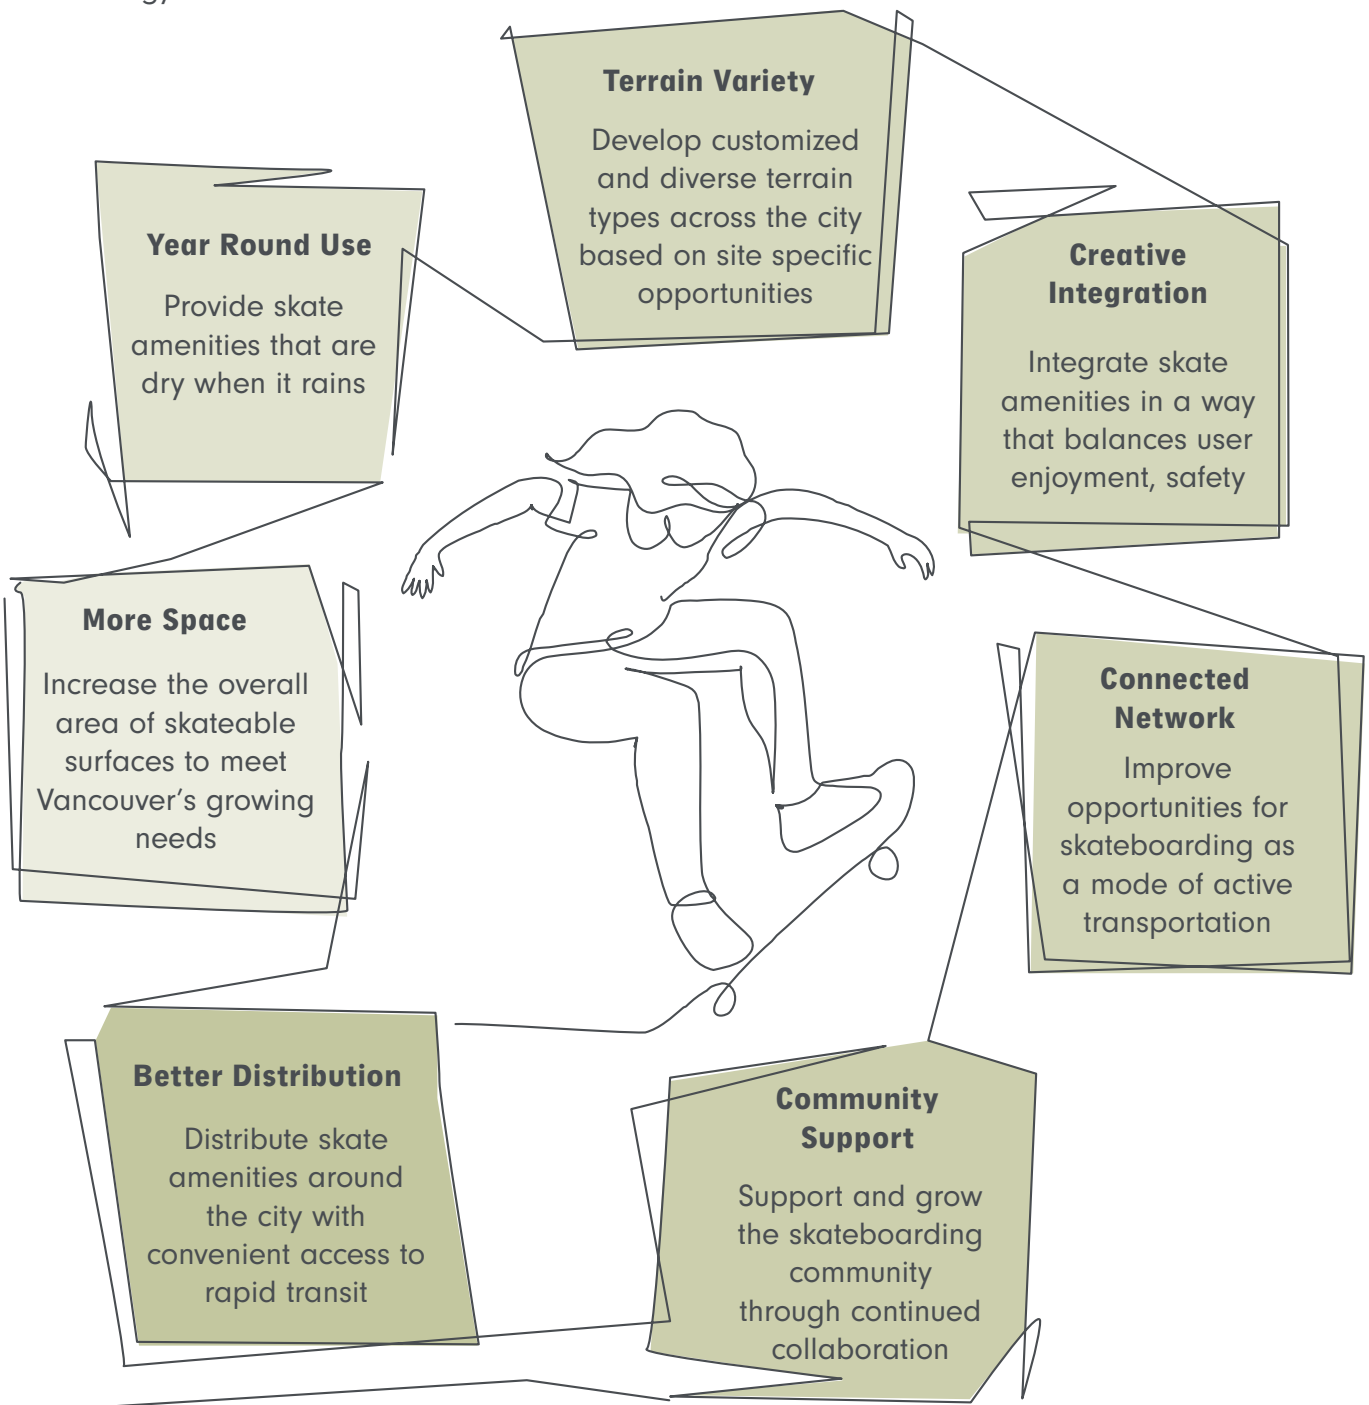 Terrain Variety
Develop customized
and diverse terrain
types across the city
based on site specific
opportunities
Year Round Use
Provide skate
amenities that are
dry when it rains
Creative
Integration
Integrate skate
amenities in a way
that balances user
enjoyment, safety
More Space
Increase the overall
area of skateable
surfaces to meet
Vancouver's growing
needs
Connected
Network
Improve
opportunities for
skateboarding as
a mode of active
transportation
Better Distribution
Distribute skate
amenities around
the city with
convenient access to
rapid transit
Community
Support
Support and grow
the skateboarding
community
through continued
collaboration